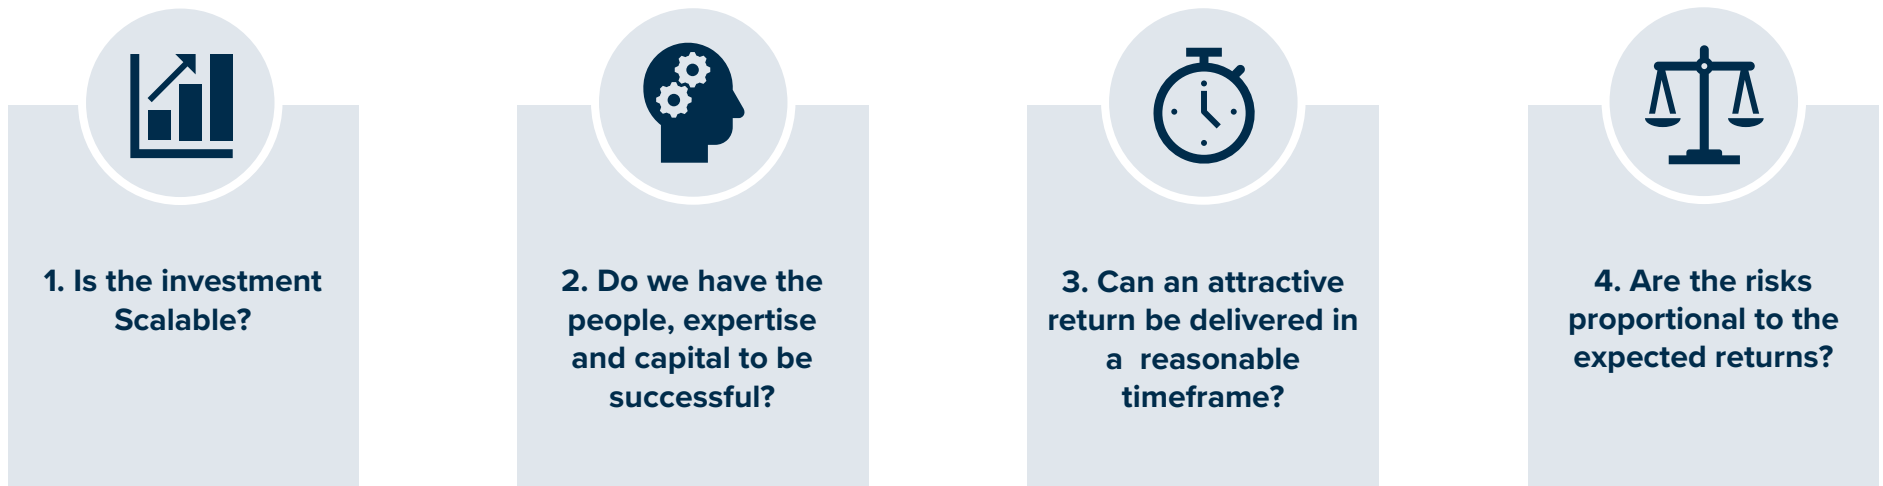 1. Is the investment
Scalable?
2. Do we have the
people, expertise
and capital to be
successful?
3. Can an attractive
return be delivered in
a  reasonable
timeframe?
4. Are the risks
proportional to the
expected returns?